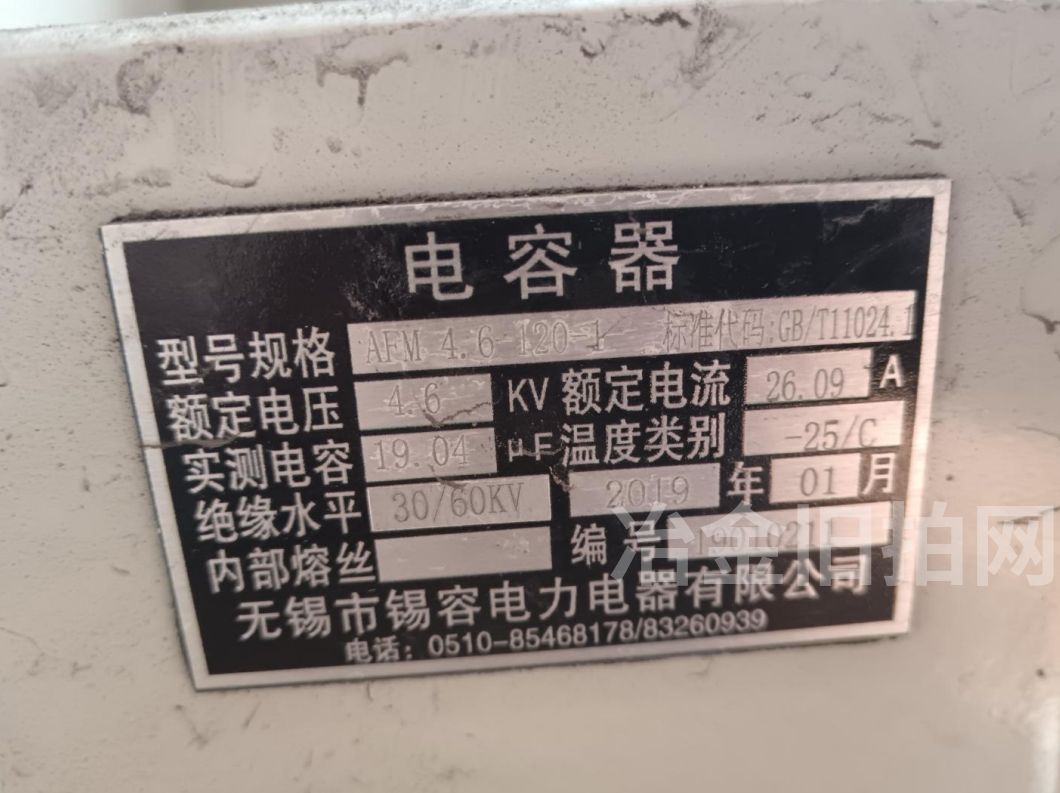 电容器
型号规格 AFM 4.6-120-1 标准代码:GB/T11024.1
额定电压 4.6 KV 额定电流 26.09 A
实测电容 19.04 μF 温度类别 -25/C
绝缘水平 30/60KV 2019 年 01 月
内部熔丝 编号
无锡市锡容电力电器有限公司
电话：0510-85468178/83260939
冶金旧拍网